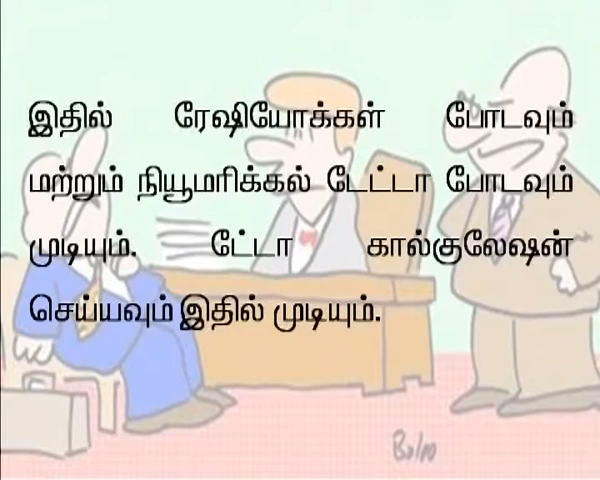 இதில் ரேஷியோக்கள் போடவும்
மற்றும் நியூமரிக்கல் டேட்டா போடவும்
முடியும். ட்டோ கால்குலேஷன்
செய்யவும் இதில் முடியும்.